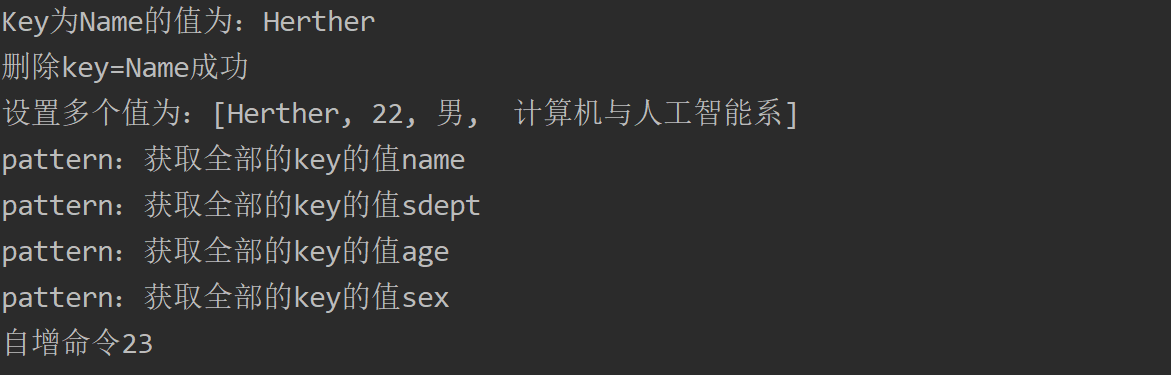 Key为Name的值为：Herther
删除key=Name成功
设置多个值为：[Herther, 22, 男,  计算机与人工智能系]
pattern：获取全部的key的值name
pattern：获取全部的key的值sdept
pattern：获取全部的key的值age
pattern：获取全部的key的值sex
自增命令23